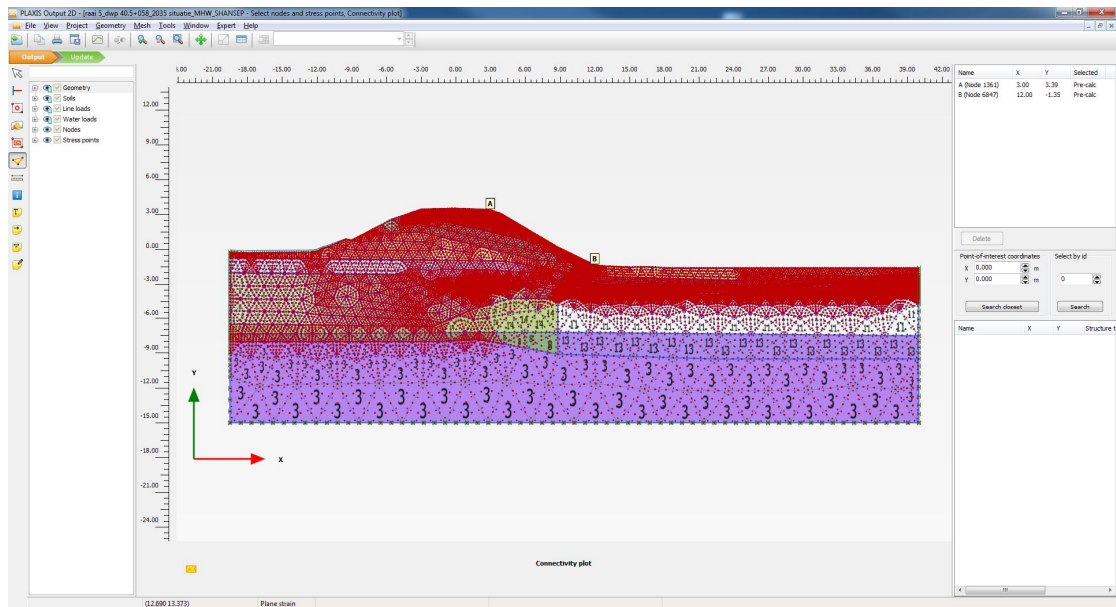 PLAXIS Output 2D - [raai 5_dwp 40.5+058_2035 situatie_MHW_SHANSEP - Select nodes and stress points, Connectivity plot]
File View Project Geometry Mesh Tools Window Expert Help
Output Update
Geometry
Soils
Line loads
Water loads
Nodes
Stress points
-21.00 -18.00 -15.00 -12.00 -9.00 -6.00 -3.00 0.00 3.00 6.00 9.00 12.00 15.00 18.00 21.00 24.00 27.00 30.00 33.00 36.00 39.00 42.00
12.00
9.00
6.00
3.00
0.00
-3.00
-6.00
-9.00
-12.00
-15.00
-18.00
-21.00
-24.00
A
B
Y
X
Connectivity plot
Name X Y Selected
A (Node 1361) 3.00 3.39 Pre-calc
B (Node 6847) 12.00 -1.35 Pre-calc
Delete
Point-of-interest coordinates Select by id
X 0.000 m
Y 0.000 m 0
Search closest Search
Name X Y Structure t
(12.690 13.373) Plane strain